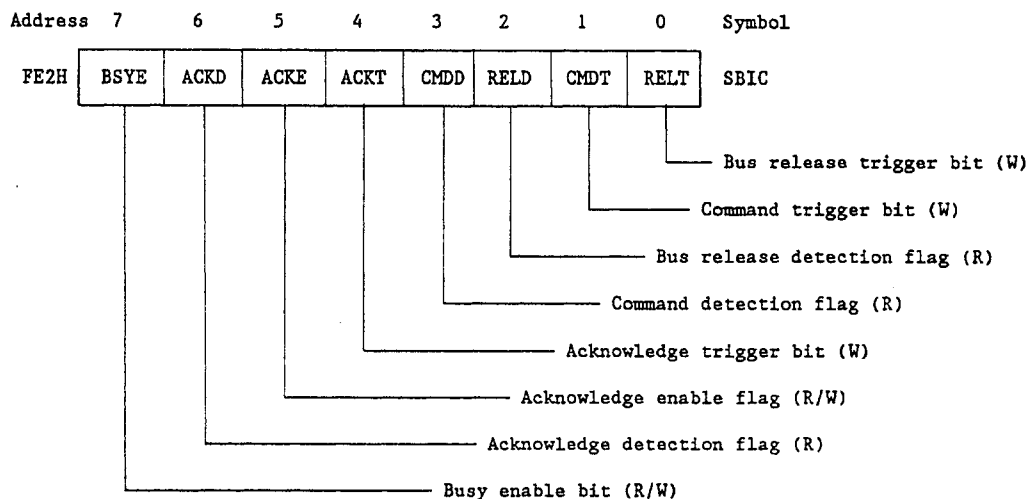 Address 7 6 5 4 3 2 1 0 Symbol
FE2H BSYE ACKD ACKE ACKT CMDD RELD CMDT RELT SBIC
Bus release trigger bit (W)
Command trigger bit (W)
Bus release detection flag (R)
Command detection flag (R)
Acknowledge trigger bit (W)
Acknowledge enable flag (R/W)
Acknowledge detection flag (R)
Busy enable bit (R/W)